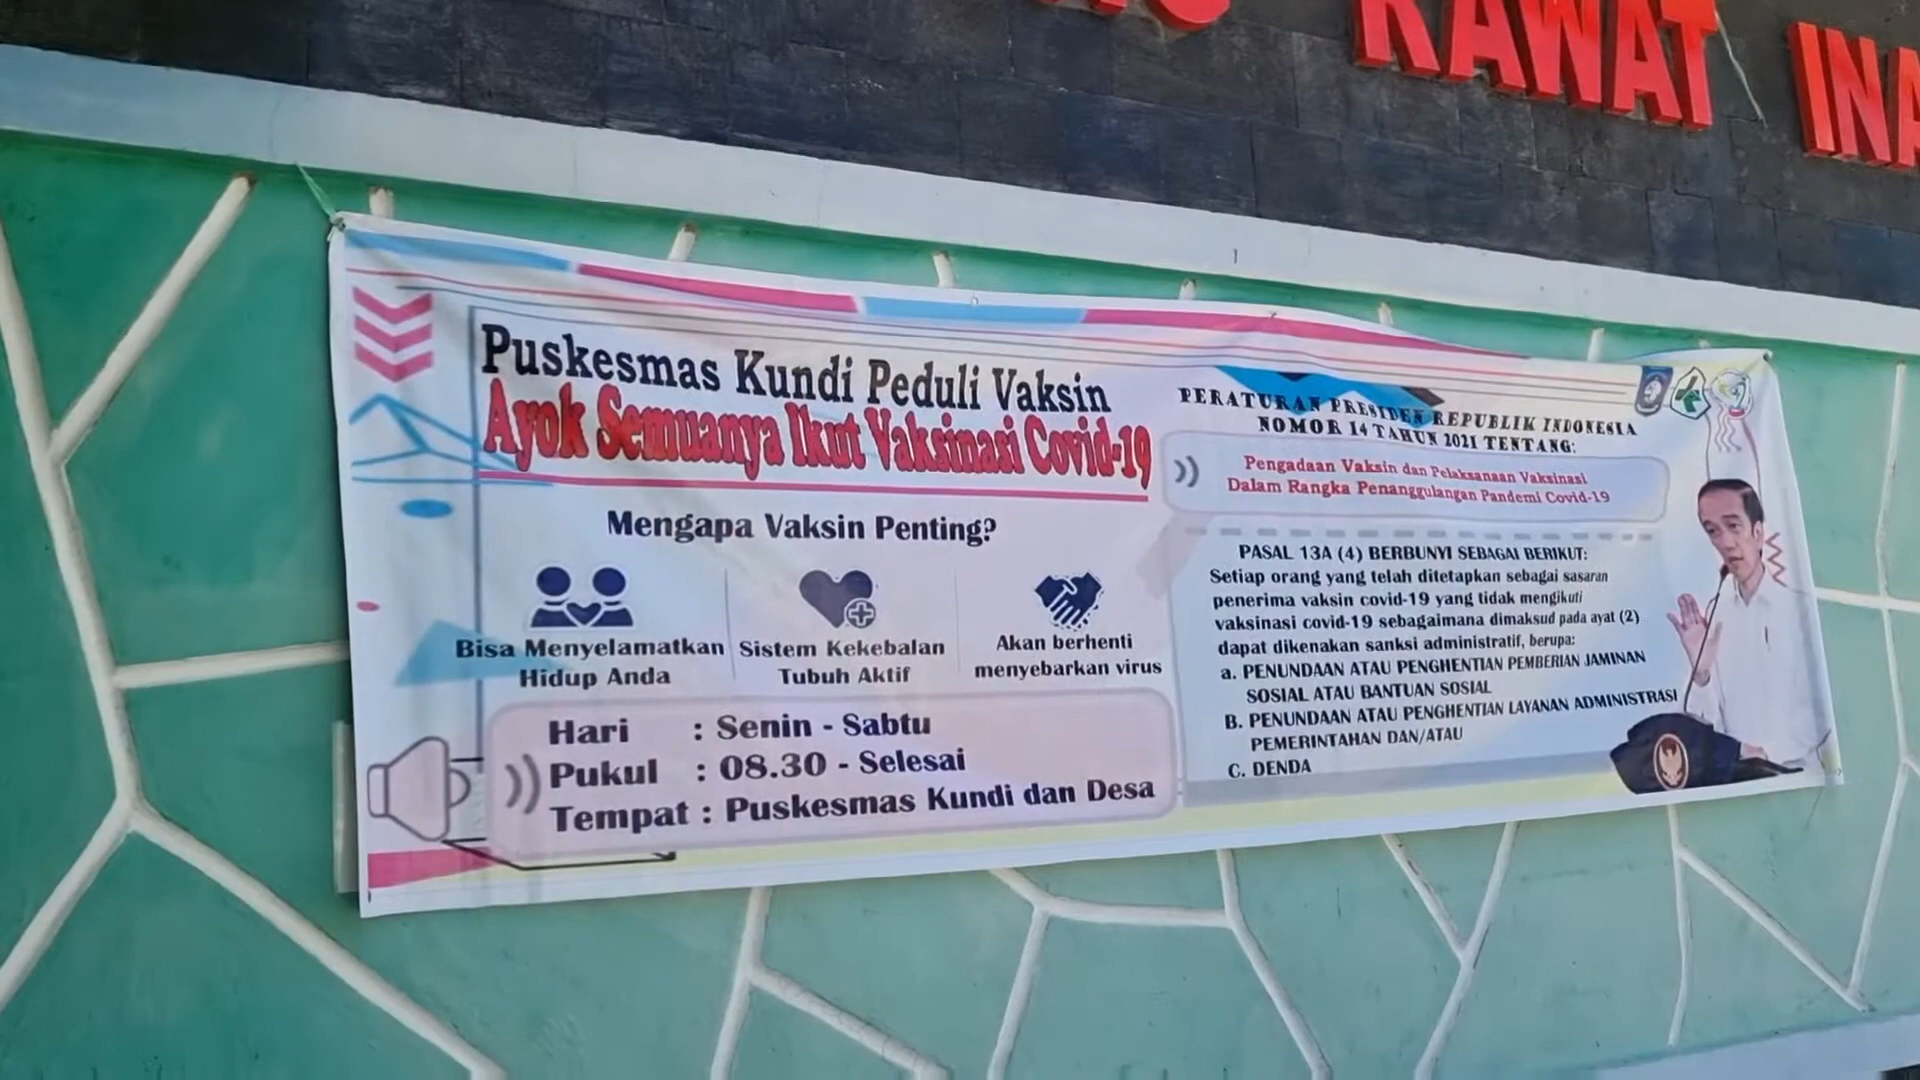 RAWAT INA
Puskesmas Kundi Peduli Vaksin
Ayok Semuanya Ikut Vaksinasi Covid-19
Mengapa Vaksin Penting?
Bisa Menyelamatkan
Hidup Anda
Sistem Kekebalan
Tubuh Aktif
Akan berhenti
menyebarkan virus
Hari : Senin - Sabtu
Pukul : 08.30 - Selesai
Tempat : Puskesmas Kundi dan Desa
PERATURAN PRESIDEN REPUBLIK INDONESIA
NOMOR 14 TAHUN 2021 TENTANG:
Pengadaan Vaksin dan Pelaksanaan Vaksinasi
Dalam Rangka Penanggulangan Pandemi Covid-19
PASAL 13A (4) BERBUNYI SEBAGAI BERIKUT:
Setiap orang yang telah ditetapkan sebagai sasaran
penerima vaksin covid-19 yang tidak mengikuti
vaksinasi covid-19 sebagaimana dimaksud pada ayat (2)
dapat dikenakan sanksi administratif, berupa:
a. PENUNDAAN ATAU PENGHENTIAN PEMBERIAN JAMINAN
SOSIAL ATAU BANTUAN SOSIAL
B. PENUNDAAN ATAU PENGHENTIAN LAYANAN ADMINISTRASI
PEMERINTAHAN DAN/ATAU
C. DENDA